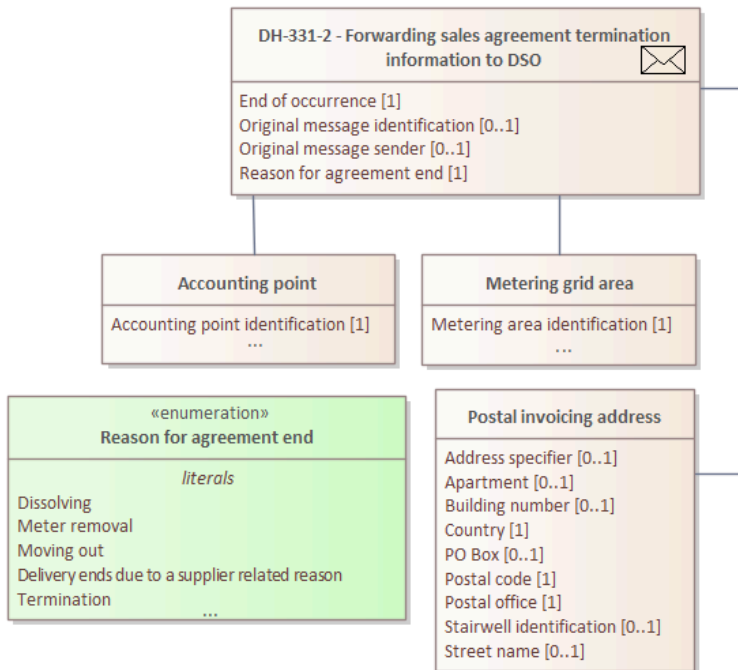 DH-331-2 - Forwarding sales agreement termination
information to DSO
End of occurrence [1]
Original message identification [0..1]
Original message sender [0..1]
Reason for agreement end [1]
Accounting point
Accounting point identification [1]
...
Metering grid area
Metering area identification [1]
...
«enumeration»
Reason for agreement end
literals
Dissolving
Meter removal
Moving out
Delivery ends due to a supplier related reason
Termination
...
Postal invoicing address
Address specifier [0..1]
Apartment [0..1]
Building number [0..1]
Country [1]
PO Box [0..1]
Postal code [1]
Postal office [1]
Stairwell identification [0..1]
Street name [0..1]